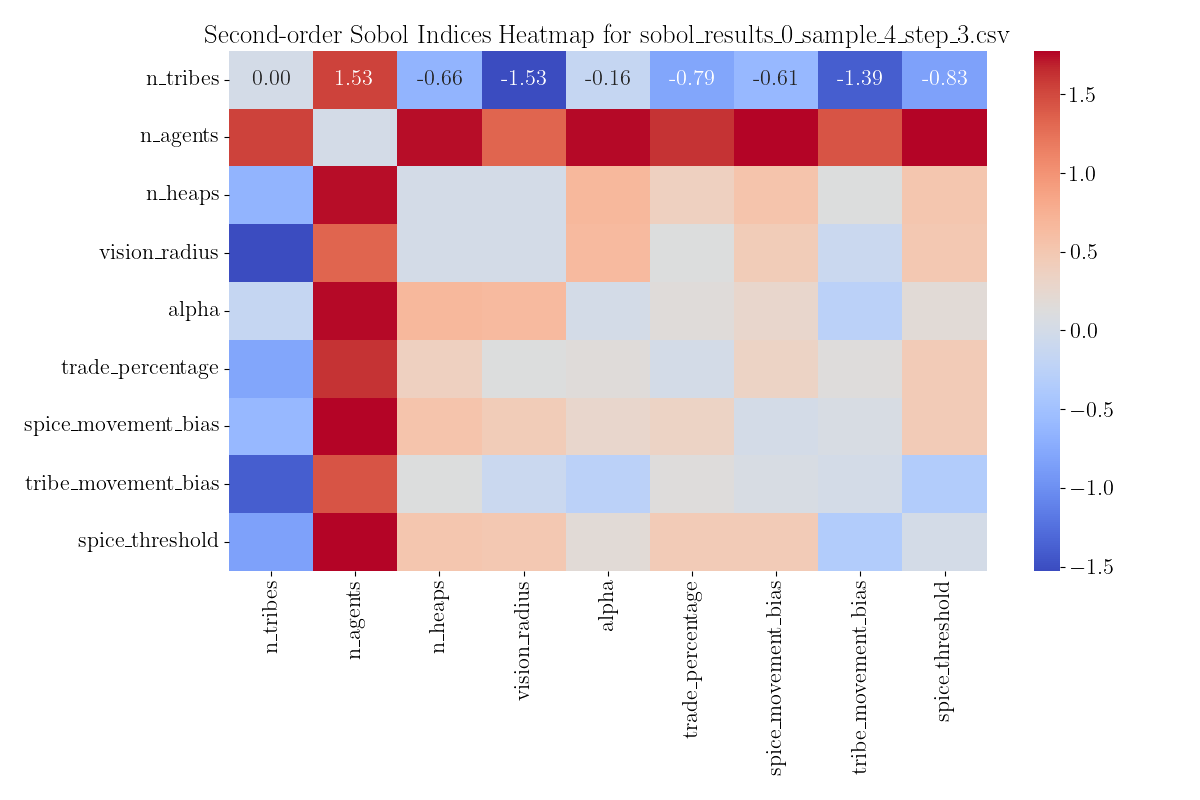 Second-order Sobol Indices Heatmap for sobol_results_0_sample_4_step_3.csv
n_tribes 0.00 1.53 -0.66 -1.53 -0.16 -0.79 -0.61 -1.39 -0.83
n_agents
n_heaps
vision_radius
alpha
trade_percentage
spice_movement_bias
tribe_movement_bias
spice_threshold
n_tribes
n_agents
n_heaps
vision_radius
alpha
trade_percentage
spice_movement_bias
tribe_movement_bias
spice_threshold
1.5
1.0
0.5
0.0
−0.5
−1.0
−1.5